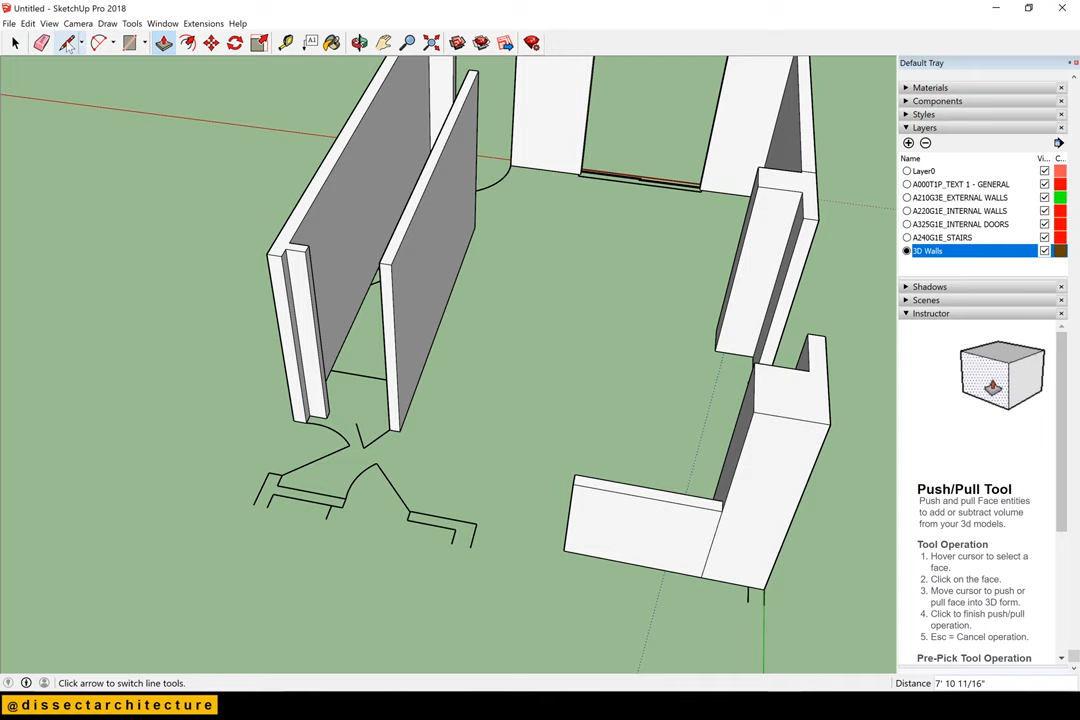 Untitled - SketchUp Pro 2018
File Edit View Camera Draw Tools Window Extensions Help
A1
Default Tray
Materials
Components
Styles
Layers
Name Vi... C...
Layer0
A000T1P_TEXT 1 - GENERAL
A210G3E_EXTERNAL WALLS
A220G1E_INTERNAL WALLS
A325G1E_INTERNAL DOORS
A240G1E_STAIRS
3D Walls
Shadows
Scenes
Instructor
Push/Pull Tool
Push and pull Face entities
to add or subtract volume
from your 3d models.
Tool Operation
1. Hover cursor to select a
face.
2. Click on the face.
3. Move cursor to push or
pull face into 3D form.
4. Click to finish push/pull
operation.
5. Esc = Cancel operation.
Pre-Pick Tool Operation
Click arrow to switch line tools.
Distance 7' 10 11/16"
@dissectarchitecture